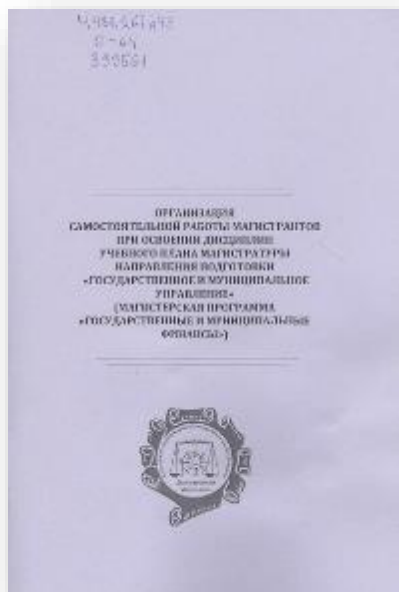 О-64
ОРГАНИЗАЦИЯ
САМОСТОЯТЕЛЬНОЙ РАБОТЫ МАГИСТРАНТОВ
ПРИ ОСВОЕНИИ ДИСЦИПЛИН
УЧЕБНОГО ПЛАНА МАГИСТРАТУРЫ
НАПРАВЛЕНИЯ ПОДГОТОВКИ
«ГОСУДАРСТВЕННОЕ И МУНИЦИПАЛЬНОЕ
УПРАВЛЕНИЕ»
(МАГИСТЕРСКАЯ ПРОГРАММА
«ГОСУДАРСТВЕННЫЕ И МУНИЦИПАЛЬНЫЕ
ФИНАНСЫ»)